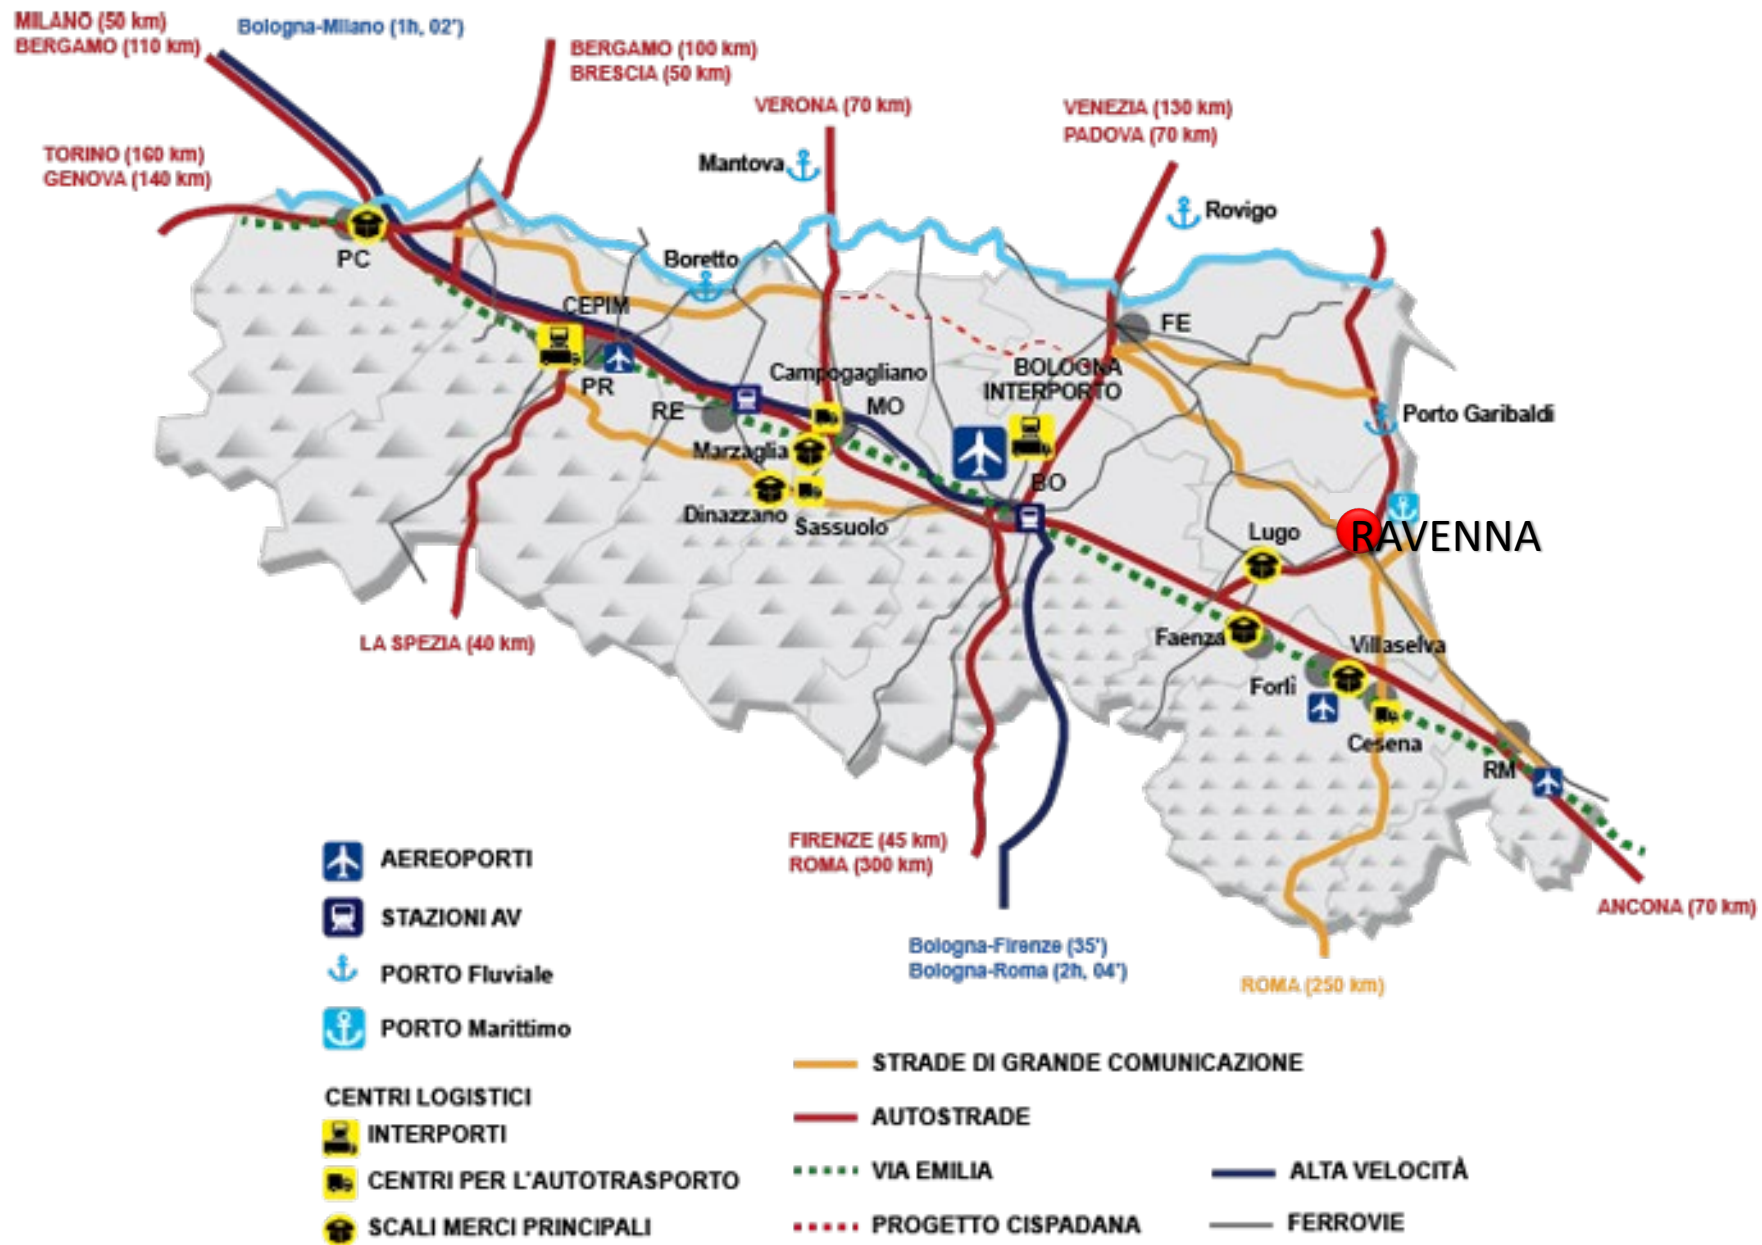 MILANO (50 km)
BERGAMO (110 km)
Bologna-Milano (1h, 02')
BERGAMO (100 km)
BRESCIA (50 km)
VERONA (70 km)
VENEZIA (130 km)
PADOVA (70 km)
TORINO (160 km)
GENOVA (140 km)
Mantova
Rovigo
PC
Boretto
CEPIM
FE
PR
Campogagliano
BOLOGNA
INTERPORTO
RE
MO
Porto Garibaldi
Marzaglia
BO
Dinazzano
Sassuolo
Lugo
RAVENNA
LA SPEZIA (40 km)
Faenza
Villaselva
Forlì
Cesena
RM
FIRENZE (45 km)
ROMA (300 km)
ANCONA (70 km)
Bologna-Firenze (35')
Bologna-Roma (2h, 04')
ROMA (250 km)
AEREOPORTI
STAZIONI AV
PORTO Fluviale
PORTO Marittimo
CENTRI LOGISTICI
INTERPORTI
CENTRI PER L'AUTOTRASPORTO
SCALI MERCI PRINCIPALI
STRADE DI GRANDE COMUNICAZIONE
AUTOSTRADE
VIA EMILIA
PROGETTO CISPADANA
ALTA VELOCITÀ
FERROVIE